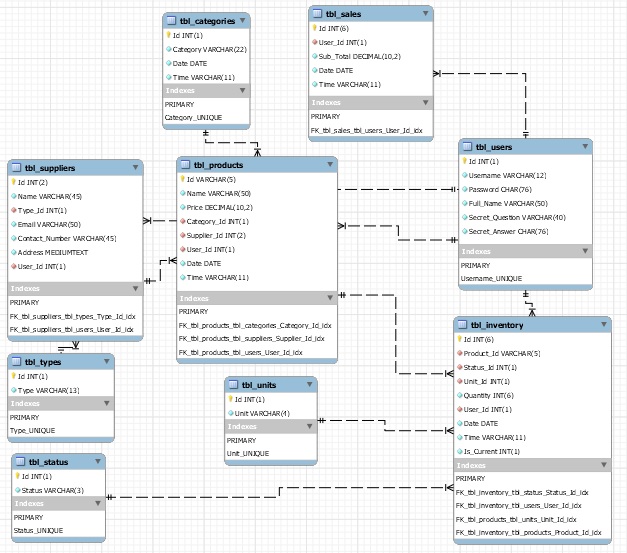 tbl_categories
Id INT(1)
Category VARCHAR(22)
Date DATE
Time VARCHAR(11)
Indexes
PRIMARY
Category_UNIQUE
tbl_sales
Id INT(6)
User_Id INT(1)
Sub_Total DECIMAL(10,2)
Date DATE
Time VARCHAR(11)
Indexes
PRIMARY
FK_tbl_sales_tbl_users_User_Id_idx
tbl_users
Id INT(1)
Username VARCHAR(12)
Password CHAR(76)
Full_Name VARCHAR(50)
Secret_Question VARCHAR(40)
Secret_Answer CHAR(76)
Indexes
PRIMARY
Username_UNIQUE
tbl_suppliers
Id INT(2)
Name VARCHAR(45)
Type_Id INT(1)
Email VARCHAR(50)
Contact_Number VARCHAR(45)
Address MEDIUMTEXT
User_Id INT(1)
Indexes
PRIMARY
FK_tbl_suppliers_tbl_types_Type_Id_idx
FK_tbl_suppliers_tbl_users_User_Id_idx
tbl_products
Id VARCHAR(5)
Name VARCHAR(50)
Price DECIMAL(10,2)
Category_Id INT(1)
Supplier_Id INT(2)
User_Id INT(1)
Date DATE
Time VARCHAR(11)
Indexes
PRIMARY
FK_tbl_products_tbl_categories_Category_Id_idx
FK_tbl_products_tbl_suppliers_Supplier_Id_idx
FK_tbl_products_tbl_users_User_Id_idx
tbl_inventory
Id INT(6)
Product_Id VARCHAR(5)
Status_Id INT(1)
Unit_Id INT(1)
Quantity INT(6)
User_Id INT(1)
Date DATE
Time VARCHAR(11)
Is_Current INT(1)
Indexes
PRIMARY
FK_tbl_inventory_tbl_status_Status_Id_idx
FK_tbl_inventory_tbl_users_User_Id_idx
FK_tbl_products_tbl_units_Unit_Id_idx
FK_tbl_inventory_tbl_products_Product_Id_idx
tbl_types
Id INT(1)
Type VARCHAR(13)
Indexes
PRIMARY
Type_UNIQUE
tbl_units
Id INT(1)
Unit VARCHAR(4)
Indexes
PRIMARY
Unit_UNIQUE
tbl_status
Id INT(1)
Status VARCHAR(3)
Indexes
PRIMARY
Status_UNIQUE